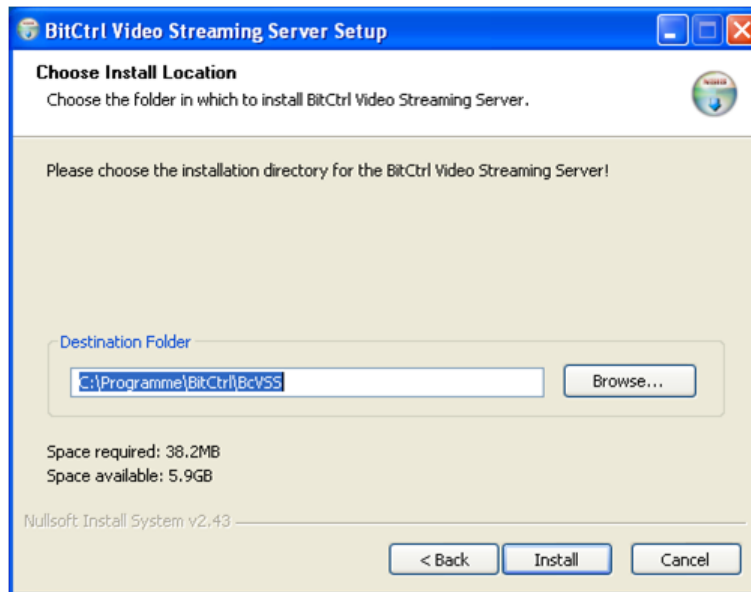 BitCtrl Video Streaming Server Setup
Choose Install Location
Choose the folder in which to install BitCtrl Video Streaming Server.
Please choose the installation directory for the BitCtrl Video Streaming Server!
Destination Folder
C:\Programme\BitCtrl\BcVSS
Browse...
Space required: 38.2MB
Space available: 5.9GB
Nullsoft Install System v2.43
< Back
Install
Cancel